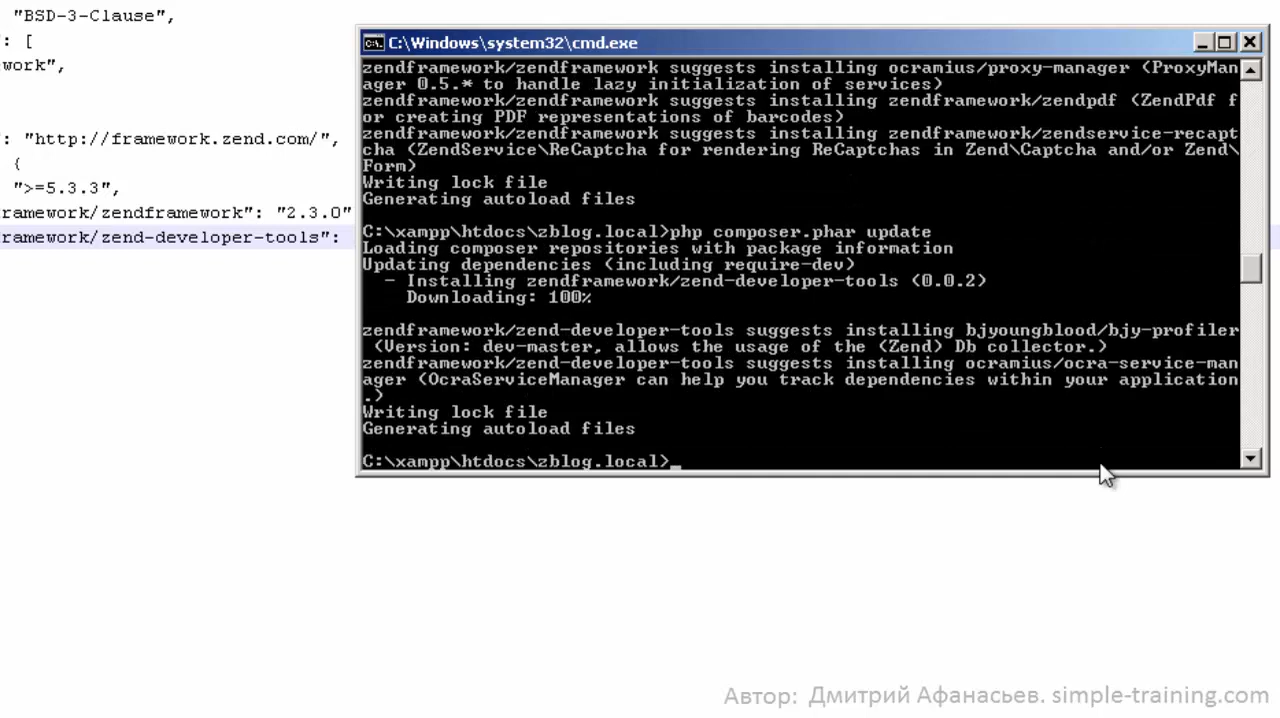 "BSD-3-Clause",
": [
work",
": "http://framework.zend.com/",
{
">=5.3.3",
ramework/zendframework": "2.3.0"
ramework/zend-developer-tools":
C:\Windows\system32\cmd.exe
zendframework/zendframework suggests installing ocramius/proxy-manager (ProxyMan
ager 0.5.* to handle lazy initialization of services)
zendframework/zendframework suggests installing zendframework/zendpdf (ZendPdf f
or creating PDF representations of barcodes)
zendframework/zendframework suggests installing zendframework/zendservice-recapt
cha (ZendService\ReCaptcha for rendering ReCaptchas in Zend\Captcha and/or Zend\
Form)
Writing lock file
Generating autoload files
C:\xampp\htdocs\zblog.local>php composer.phar update
Loading composer repositories with package information
Updating dependencies (including require-dev)
- Installing zendframework/zend-developer-tools (0.0.2)
Downloading: 100%
zendframework/zend-developer-tools suggests installing bjyoungblood/bjy-profiler
(Version: dev-master, allows the usage of the (Zend) Db collector.)
zendframework/zend-developer-tools suggests installing ocramius/ocra-service-man
ager (OcraServiceManager can help you track dependencies within your application
.)
Writing lock file
Generating autoload files
C:\xampp\htdocs\zblog.local>_
Автор: Дмитрий Афанасьев. simple-training.com